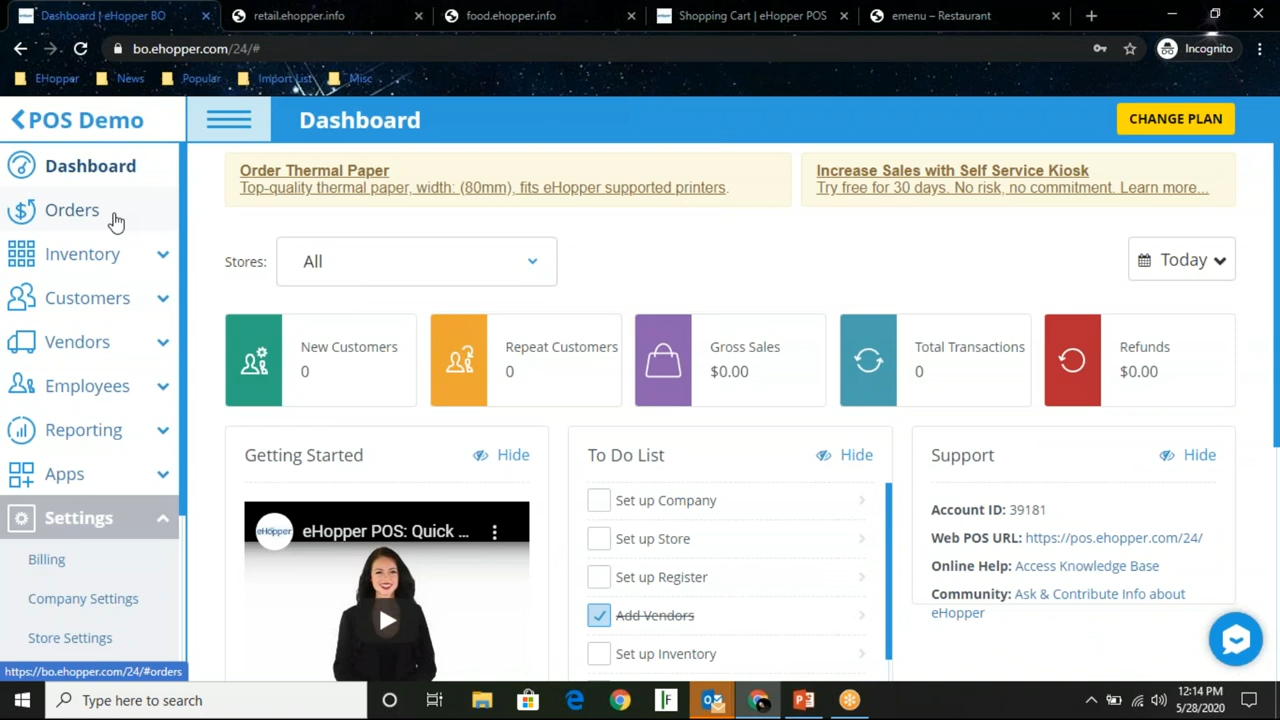 Dashboard | eHopper BO
retail.ehopper.info
food.ehopper.info
Shopping Cart | eHopper POS
emenu – Restaurant
bo.ehopper.com/24/#
Incognito
EHopper
News
Popular
Import List
Misc
POS Demo
Dashboard
CHANGE PLAN
Dashboard
Orders
Inventory
Customers
Vendors
Employees
Reporting
Apps
Settings
Billing
Company Settings
Store Settings
https://bo.ehopper.com/24/#orders
Order Thermal Paper
Top-quality thermal paper, width: (80mm), fits eHopper supported printers.
Increase Sales with Self Service Kiosk
Try free for 30 days. No risk, no commitment. Learn more...
Stores:
All
Today
New Customers
0
Repeat Customers
0
Gross Sales
$0.00
Total Transactions
0
Refunds
$0.00
Getting Started
Hide
eHopper
eHopper POS: Quick ...
To Do List
Hide
Set up Company
Set up Store
Set up Register
Add Vendors
Set up Inventory
Support
Hide
Account ID: 39181
Web POS URL: https://pos.ehopper.com/24/
Online Help: Access Knowledge Base
Community: Ask & Contribute Info about
eHopper
Type here to search
12:14 PM
5/28/2020